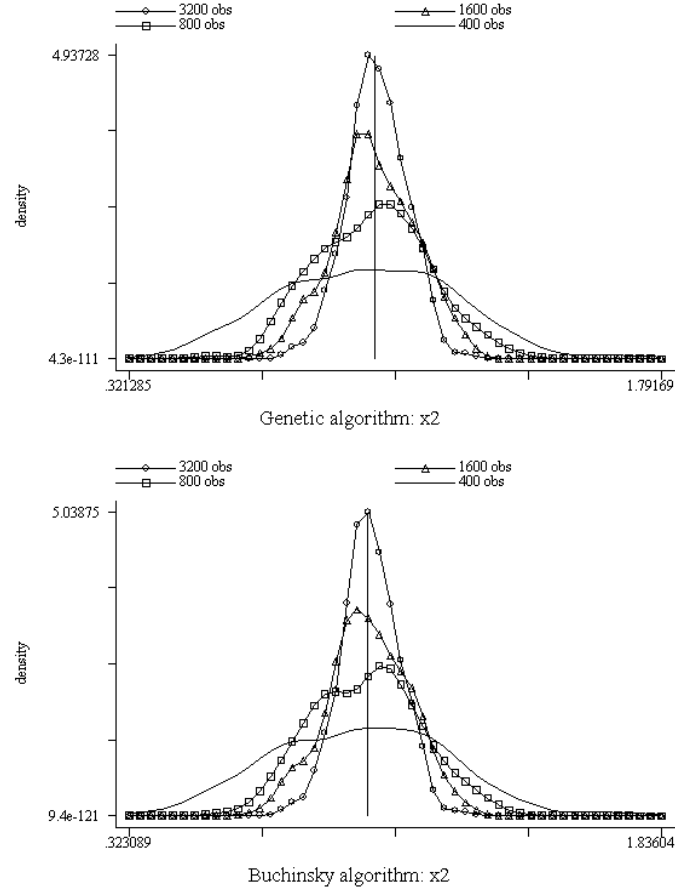 3200 obs 1600 obs
800 obs 400 obs
4.93728
density
4.3e-111
.321285 1.79169
Genetic algorithm: x2
3200 obs 1600 obs
800 obs 400 obs
5.03875
density
9.4e-121
.323089 1.83604
Buchinsky algorithm: x2